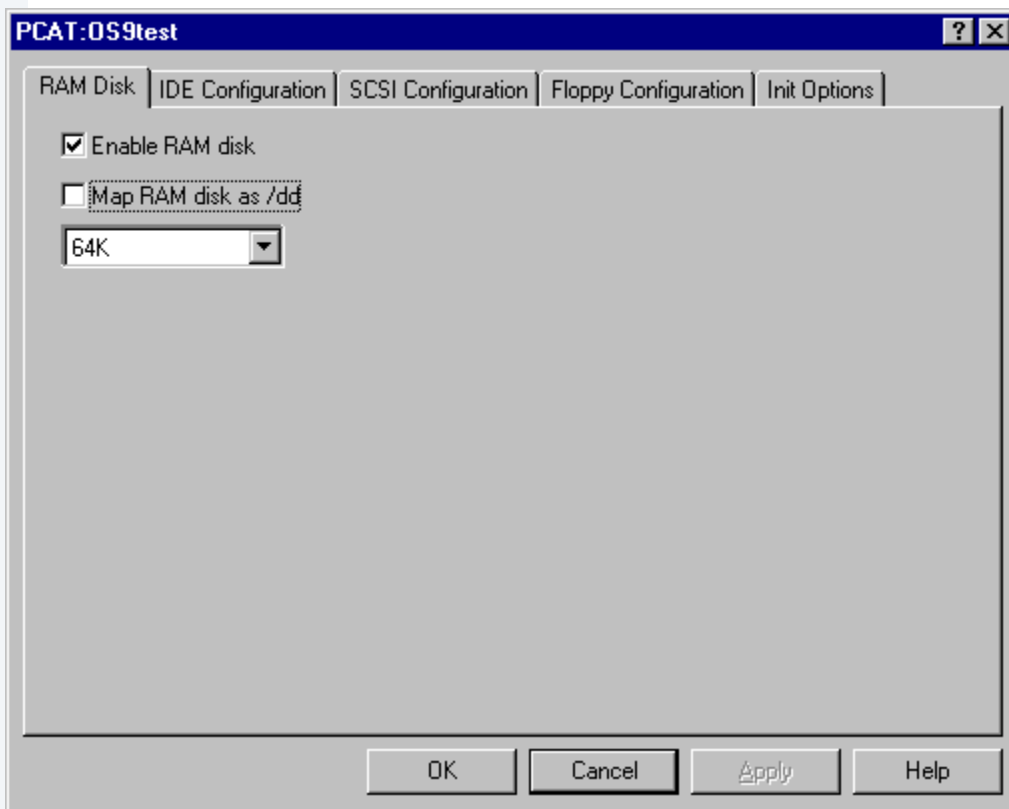 PCAT:OS9test
RAM Disk IDE Configuration SCSI Configuration Floppy Configuration Init Options
Enable RAM disk
Map RAM disk as /dd
64K
OK Cancel Apply Help